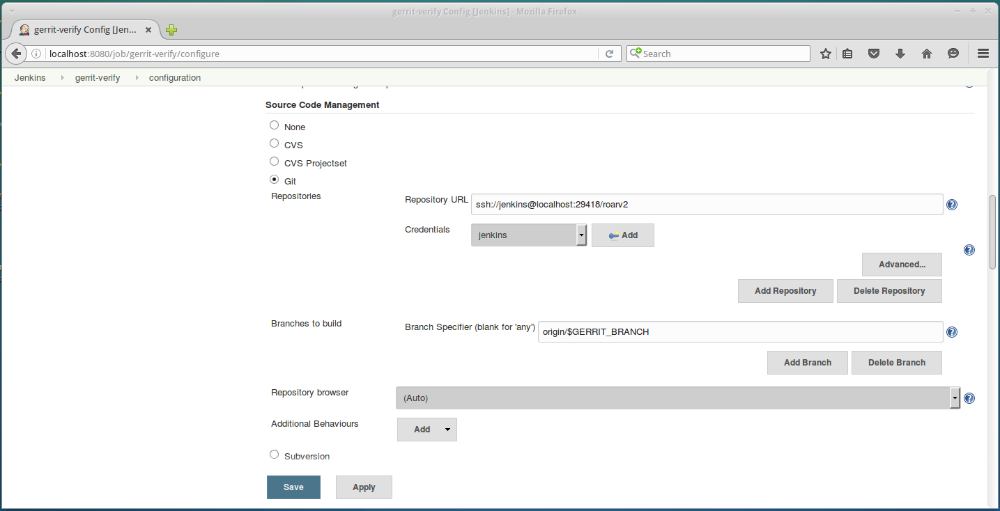 gerrit-verify Config [Jenkins] - Mozilla Firefox
gerrit-verify Config [Jen...
localhost:8080/job/gerrit-verify/configure
Search
Jenkins gerrit-verify configuration
Source Code Management
None
CVS
CVS Projectset
Git
Repositories
Repository URL ssh://jenkins@localhost:29418/roarv2
Credentials jenkins Add
Advanced...
Add Repository Delete Repository
Branches to build
Branch Specifier (blank for 'any') origin/$GERRIT_BRANCH
Add Branch Delete Branch
Repository browser (Auto)
Additional Behaviours Add
Subversion
Save Apply